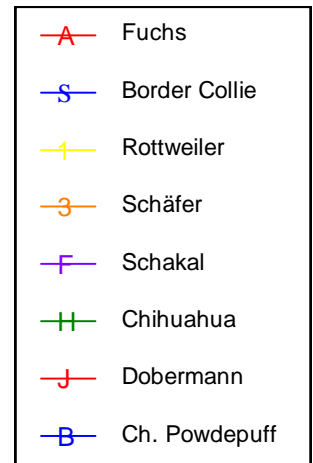 A Fuchs
S Border Collie
1 Rottweiler
3 Schäfer
F Schakal
H Chihuahua
J Dobermann
B Ch. Powdepuff